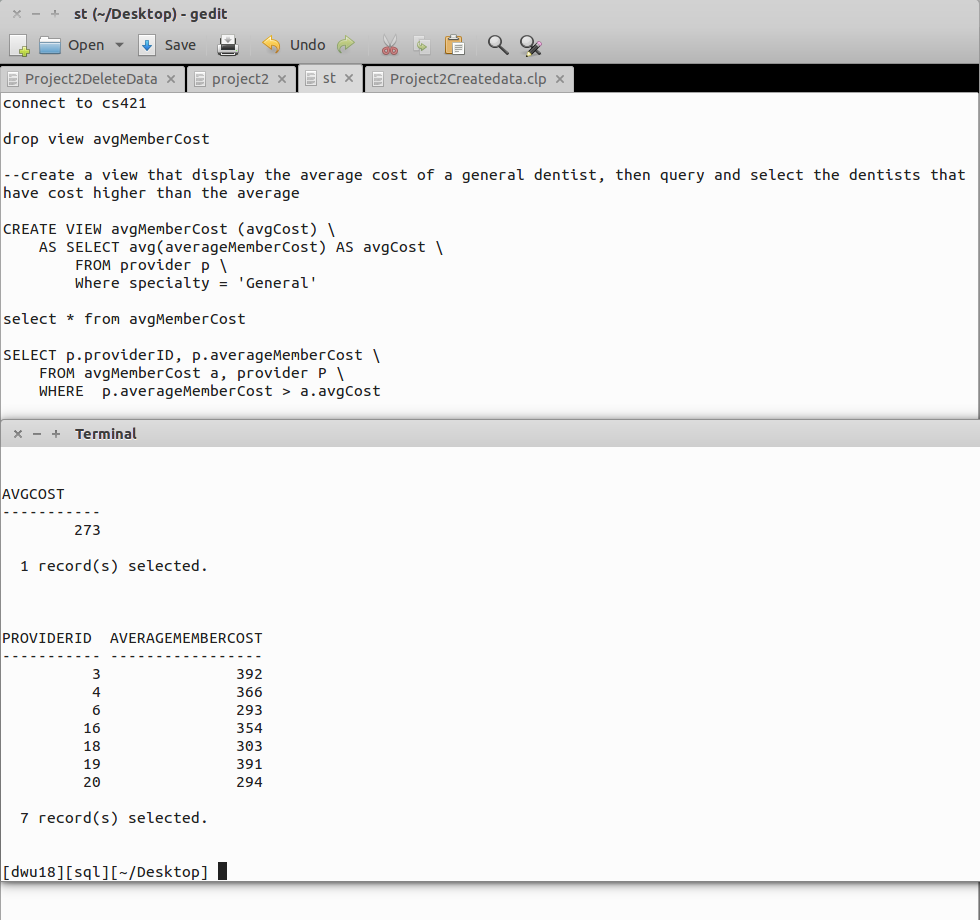 st (~/Desktop) - gedit
Open Save Undo
Project2DeleteData project2 st Project2Createdata.clp
connect to cs421
drop view avgMemberCost
--create a view that display the average cost of a general dentist, then query and select the dentists that
have cost higher than the average
CREATE VIEW avgMemberCost (avgCost) \
    AS SELECT avg(averageMemberCost) AS avgCost \
        FROM provider p \
        Where specialty = 'General'
select * from avgMemberCost
SELECT p.providerID, p.averageMemberCost \
    FROM avgMemberCost a, provider P \
    WHERE  p.averageMemberCost > a.avgCost
Terminal
AVGCOST
-----------
        273
  1 record(s) selected.
PROVIDERID  AVERAGEMEMBERCOST
----------- -----------------
          3               392
          4               366
          6               293
         16               354
         18               303
         19               391
         20               294
  7 record(s) selected.
[dwu18][sql][~/Desktop]